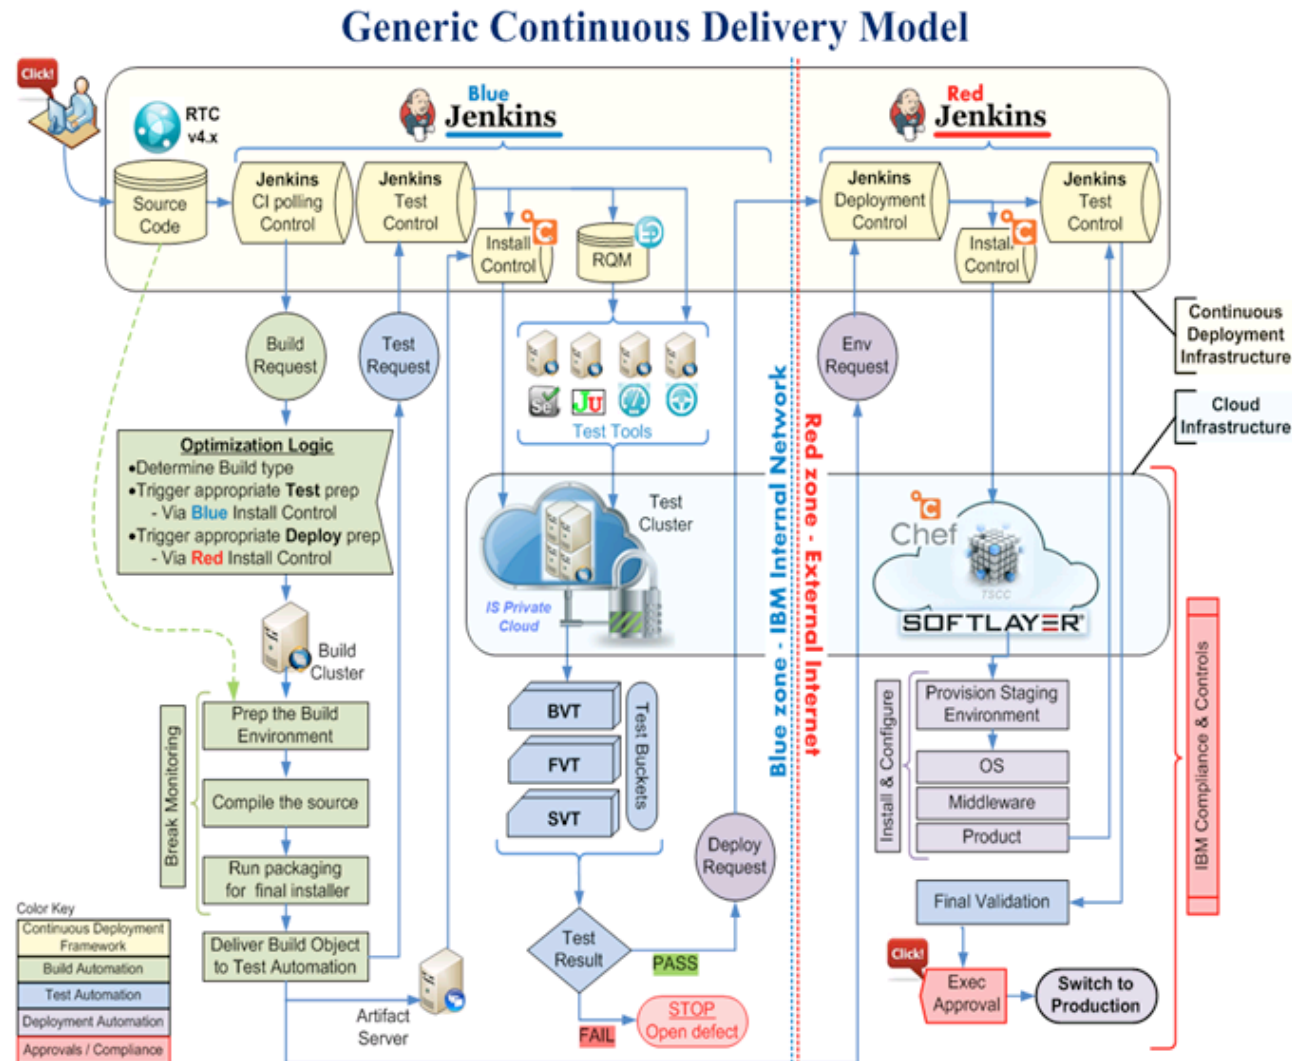 Generic Continuous Delivery Model
Click!
RTC
v4.x
Blue
Jenkins
Red
Jenkins
Source
Code
Jenkins
CI polling
Control
Jenkins
Test
Control
Install
Control
RQM
Jenkins
Deployment
Control
Install
Control
Jenkins
Test
Control
Continuous
Deployment
Infrastructure
Build
Request
Test
Request
Se
JU
Test Tools
Env
Request
Cloud
Infrastructure
Optimization Logic
•Determine Build type
•Trigger appropriate Test prep
- Via Blue Install Control
•Trigger appropriate Deploy prep
- Via Red Install Control
Test
Cluster
IS Private
Cloud
Blue zone - IBM Internal Network
Red zone - External Internet
C
Chef
TSCC
SOFTLAYER
Build
Cluster
Break Monitoring
Prep the Build
Environment
Compile the source
Run packaging
for final installer
Deliver Build Object
to Test Automation
Artifact
Server
BVT
FVT
SVT
Test Buckets
Test
Result
PASS
FAIL
STOP
Open defect
Deploy
Request
Install & Configure
Provision Staging
Environment
OS
Middleware
Product
Final Validation
Click!
Exec
Approval
Switch to
Production
IBM Compliance & Controls
Color Key
Continuous Deployment
Framework
Build Automation
Test Automation
Deployment Automation
Approvals / Compliance